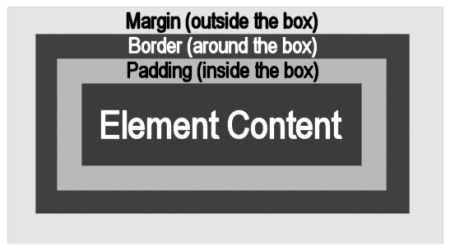 Margin (outside the box)
Border (around the box)
Padding (inside the box)
Element Content